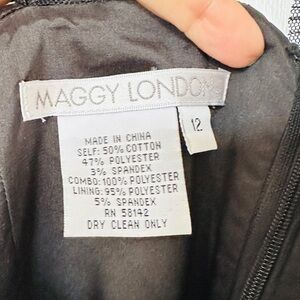 MAGGY LONDON
12
MADE IN CHINA
SELF: 50% COTTON
47% POLYESTER
3% SPANDEX
COMBO: 100% POLYESTER
LINING: 95% POLYESTER
5% SPANDEX
RN 58142
DRY CLEAN ONLY